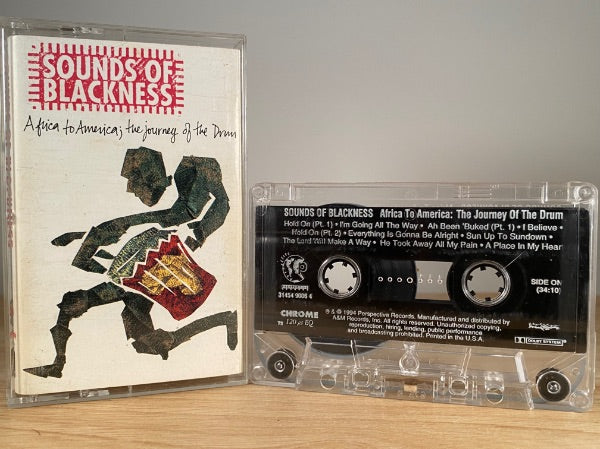 SOUNDS OF
BLACKNESS
Africa to America; the journey of the Drum
SOUNDS OF BLACKNESS Africa To America: The Journey Of The Drum
Hold On (Pt. 1) • I'm Going All The Way • Ah Been 'Buked (Pt. 1) • I Believe •
Hold On (Pt. 2) • Everything Is Gonna Be Alright • Sun Up To Sundown •
The Lord Will Make A Way • He Took Away All My Pain • A Place In My Hear
31454 9006 4
SIDE ON
(34:10)
CHROME
120 µs EQ
℗ & © 1994 Perspective Records. Manufactured and distributed by
A&M Records, Inc. All rights reserved. Unauthorized copying,
reproduction, hiring, lending, public performance
and broadcasting prohibited. Printed in the U.S.A.
DOLBY SYSTEM